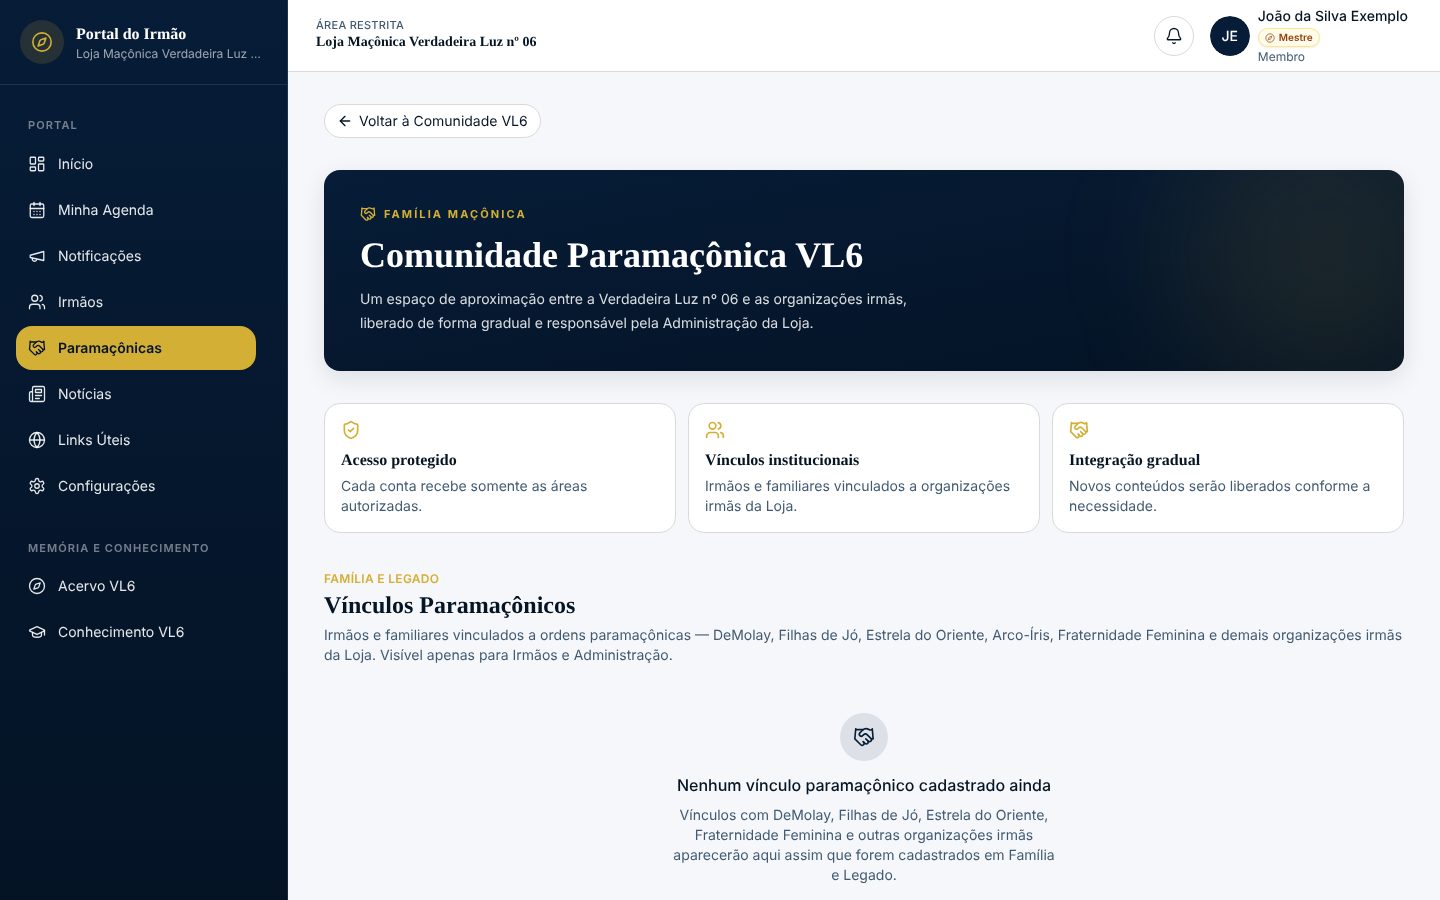 Portal do Irmão
Loja Maçônica Verdadeira Luz ...
PORTAL
Início
Minha Agenda
Notificações
Irmãos
Paramaçônicas
Notícias
Links Úteis
Configurações
MEMÓRIA E CONHECIMENTO
Acervo VL6
Conhecimento VL6
ÁREA RESTRITA
Loja Maçônica Verdadeira Luz nº 06
JE
João da Silva Exemplo
Mestre
Membro
Voltar à Comunidade VL6
FAMÍLIA MAÇÔNICA
Comunidade Paramaçônica VL6
Um espaço de aproximação entre a Verdadeira Luz nº 06 e as organizações irmãs,
liberado de forma gradual e responsável pela Administração da Loja.
Acesso protegido
Cada conta recebe somente as áreas
autorizadas.
Vínculos institucionais
Irmãos e familiares vinculados a organizações
irmãs da Loja.
Integração gradual
Novos conteúdos serão liberados conforme a
necessidade.
FAMÍLIA E LEGADO
Vínculos Paramaçônicos
Irmãos e familiares vinculados a ordens paramaçônicas — DeMolay, Filhas de Jó, Estrela do Oriente, Arco-Íris, Fraternidade Feminina e demais organizações irmãs
da Loja. Visível apenas para Irmãos e Administração.
Nenhum vínculo paramaçônico cadastrado ainda
Vínculos com DeMolay, Filhas de Jó, Estrela do Oriente,
Fraternidade Feminina e outras organizações irmãs
aparecerão aqui assim que forem cadastrados em Família
e Legado.